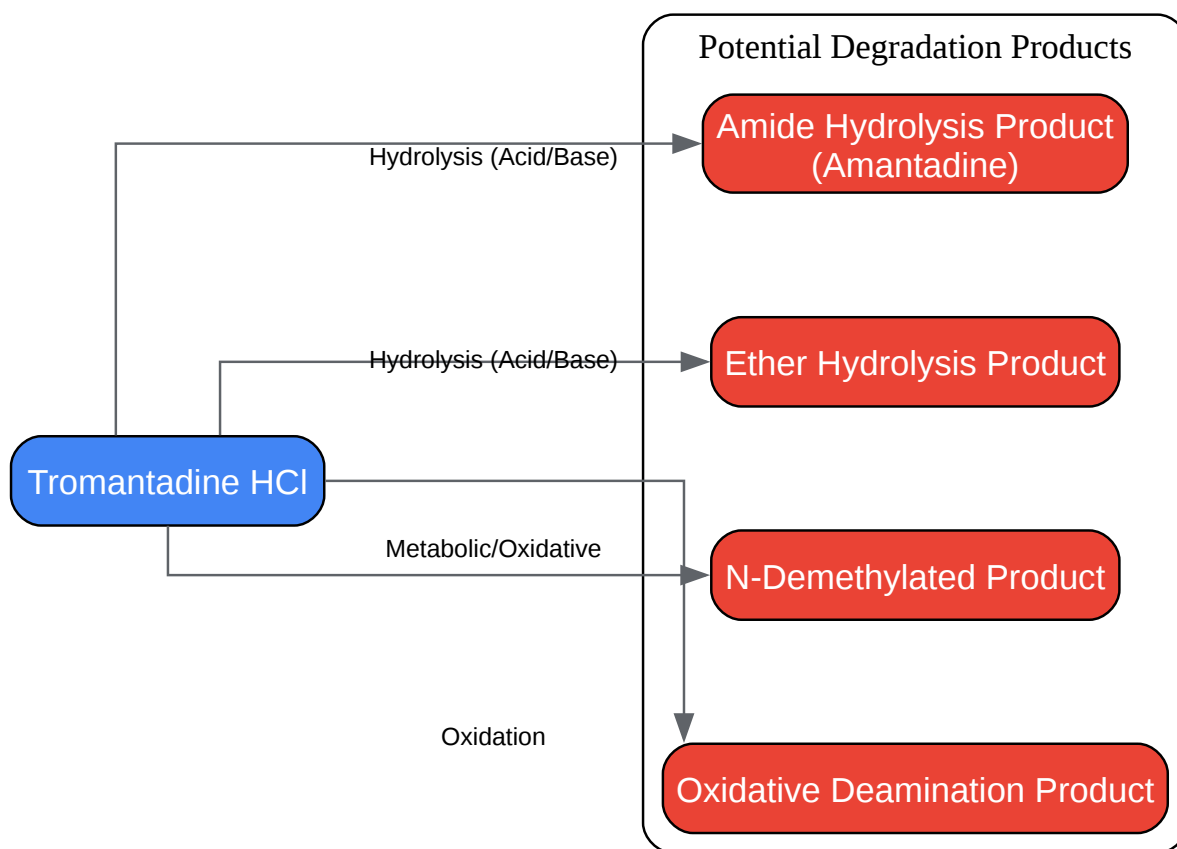 Potential Degradation Products
Amide Hydrolysis Product
(Amantadine)
Hydrolysis (Acid/Base)
Hydrolysis (Acid/Base)
Ether Hydrolysis Product
Tromantadine HCl
Metabolic/Oxidative
N-Demethylated Product
Oxidation
Oxidative Deamination Product